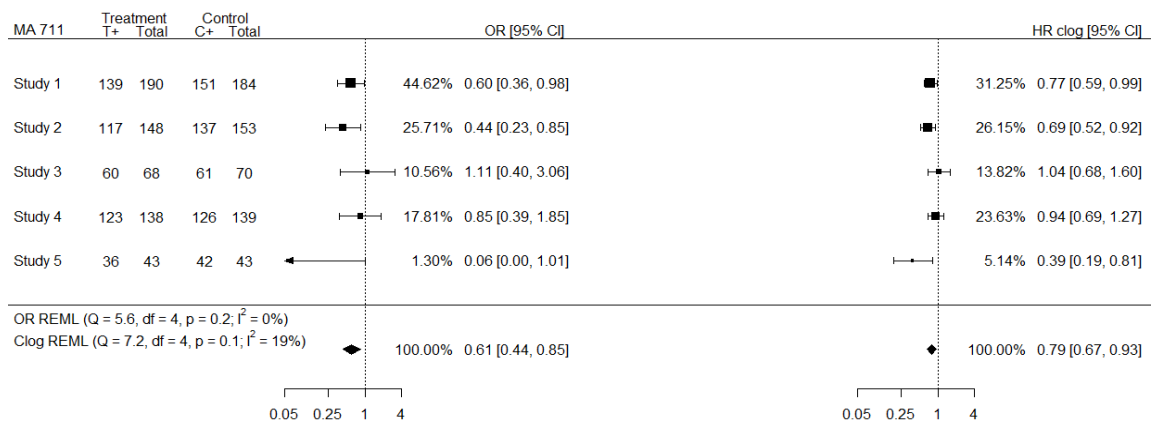 Treatment Control
MA 711 T+ Total C+ Total OR [95% CI] HR clog [95% CI]
Study 1 139 190 151 184 44.62% 0.60 [0.36, 0.98] 31.25% 0.77 [0.59, 0.99]
Study 2 117 148 137 153 25.71% 0.44 [0.23, 0.85] 26.15% 0.69 [0.52, 0.92]
Study 3 60 68 61 70 10.56% 1.11 [0.40, 3.06] 13.82% 1.04 [0.68, 1.60]
Study 4 123 138 126 139 17.81% 0.85 [0.39, 1.85] 23.63% 0.94 [0.69, 1.27]
Study 5 36 43 42 43 1.30% 0.06 [0.00, 1.01] 5.14% 0.39 [0.19, 0.81]
OR REML (Q = 5.6, df = 4, p = 0.2; I² = 0%)
Clog REML (Q = 7.2, df = 4, p = 0.1; I² = 19%)
100.00% 0.61 [0.44, 0.85] 100.00% 0.79 [0.67, 0.93]
0.05 0.25 1 4 0.05 0.25 1 4